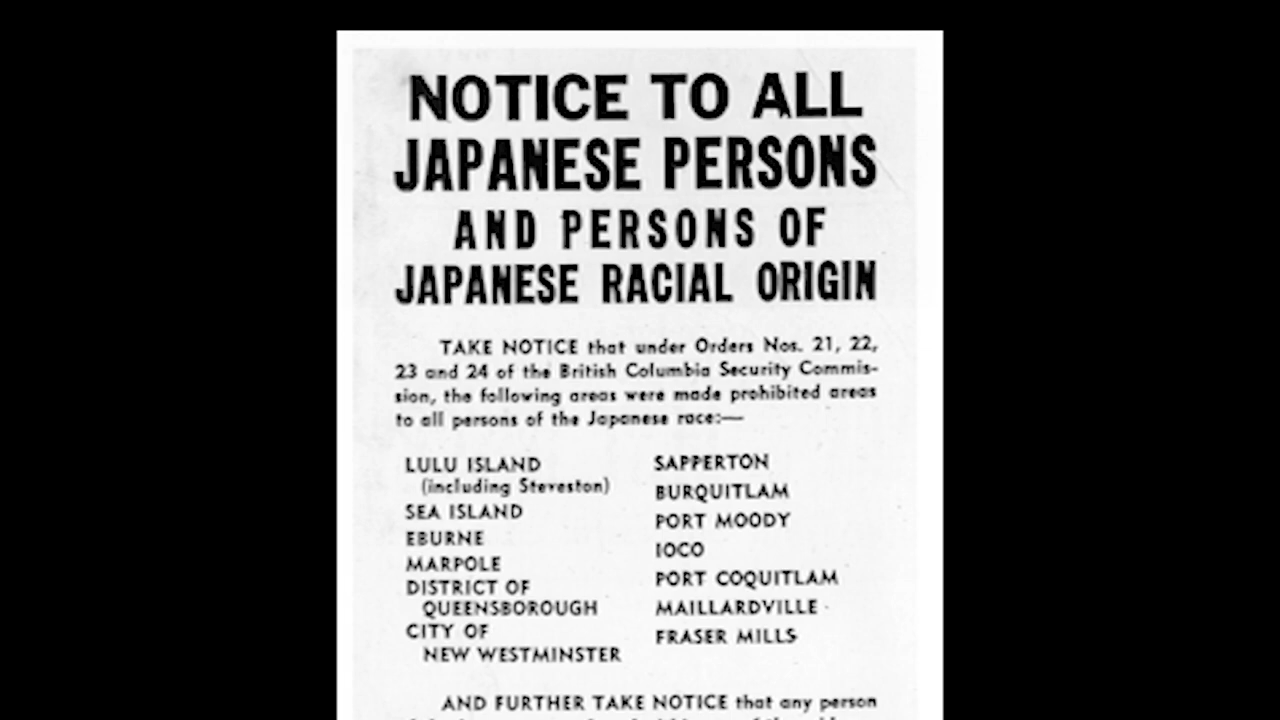 NOTICE TO ALL
JAPANESE PERSONS
AND PERSONS OF
JAPANESE RACIAL ORIGIN
TAKE NOTICE that under Orders Nos. 21, 22,
23 and 24 of the British Columbia Security Commis-
sion, the following areas were made prohibited areas
to all persons of the Japanese race:—
LULU ISLAND
(including Steveston)
SEA ISLAND
EBURNE
MARPOLE
DISTRICT OF
QUEENSBOROUGH
CITY OF
NEW WESTMINSTER
SAPPERTON
BURQUITLAM
PORT MOODY
IOCO
PORT COQUITLAM
MAILLARDVILLE
FRASER MILLS
AND FURTHER TAKE NOTICE that any person